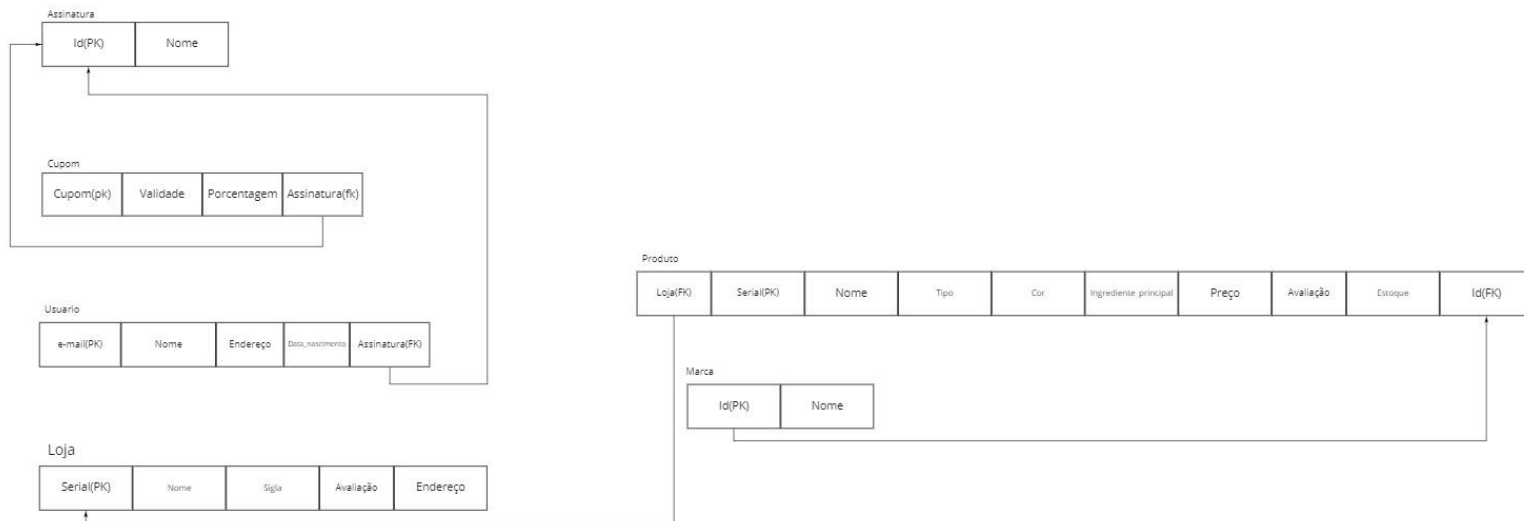 Assinatura
Id(PK) Nome
Cupom
Cupom(pk) Validade Porcentagem Assinatura(fk)
Usuario
e-mail(PK) Nome Endereço Data_nascimento Assinatura(FK)
Loja
Serial(PK) Nome Sigla Avaliação Endereço
Produto
Loja(FK) Serial(PK) Nome Tipo Cor Ingrediente_principal Preço Avaliação Estoque Id(FK)
Marca
Id(PK) Nome